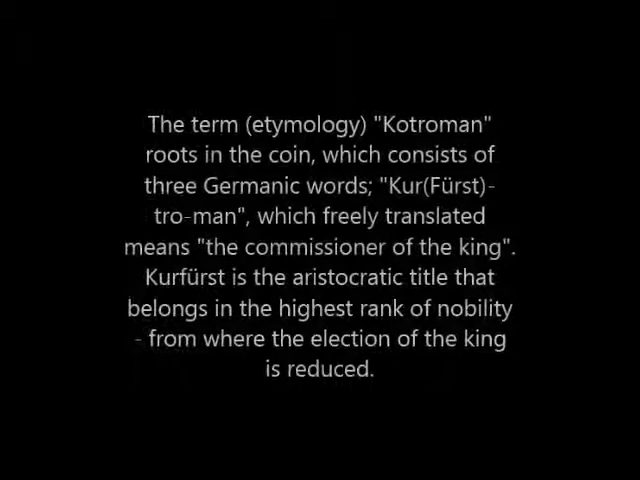 The term (etymology) "Kotroman"
roots in the coin, which consists of
three Germanic words; "Kur(Fürst)-
tro-man", which freely translated
means "the commissioner of the king".
Kurfürst is the aristocratic title that
belongs in the highest rank of nobility
- from where the election of the king
is reduced.